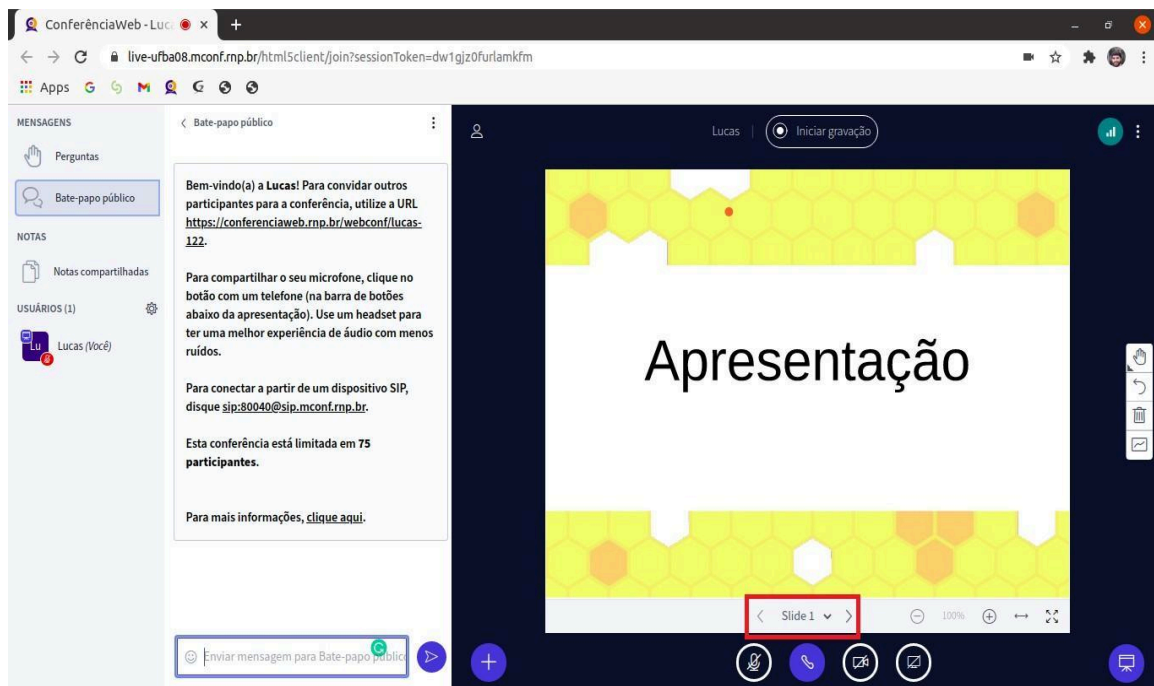 ConferênciaWeb - Luc
live-ufba08.mconf.rnp.br/html5client/join?sessionToken=dw1gjz0furlamkfm
Apps
MENSAGENS
Perguntas
Bate-papo público
NOTAS
Notas compartilhadas
USUÁRIOS (1)
Lu
Lucas (Você)
Bate-papo público
Bem-vindo(a) a Lucas! Para convidar outros
participantes para a conferência, utilize a URL
https://conferenciaweb.rnp.br/webconf/lucas-
122.
Para compartilhar o seu microfone, clique no
botão com um telefone (na barra de botões
abaixo da apresentação). Use um headset para
ter uma melhor experiência de áudio com menos
ruídos.
Para conectar a partir de um dispositivo SIP,
disque sip:80040@sip.mconf.rnp.br.
Esta conferência está limitada em 75
participantes.
Para mais informações, clique aqui.
Enviar mensagem para Bate-papo público
Lucas | Iniciar gravação
Apresentação
Slide 1
100%